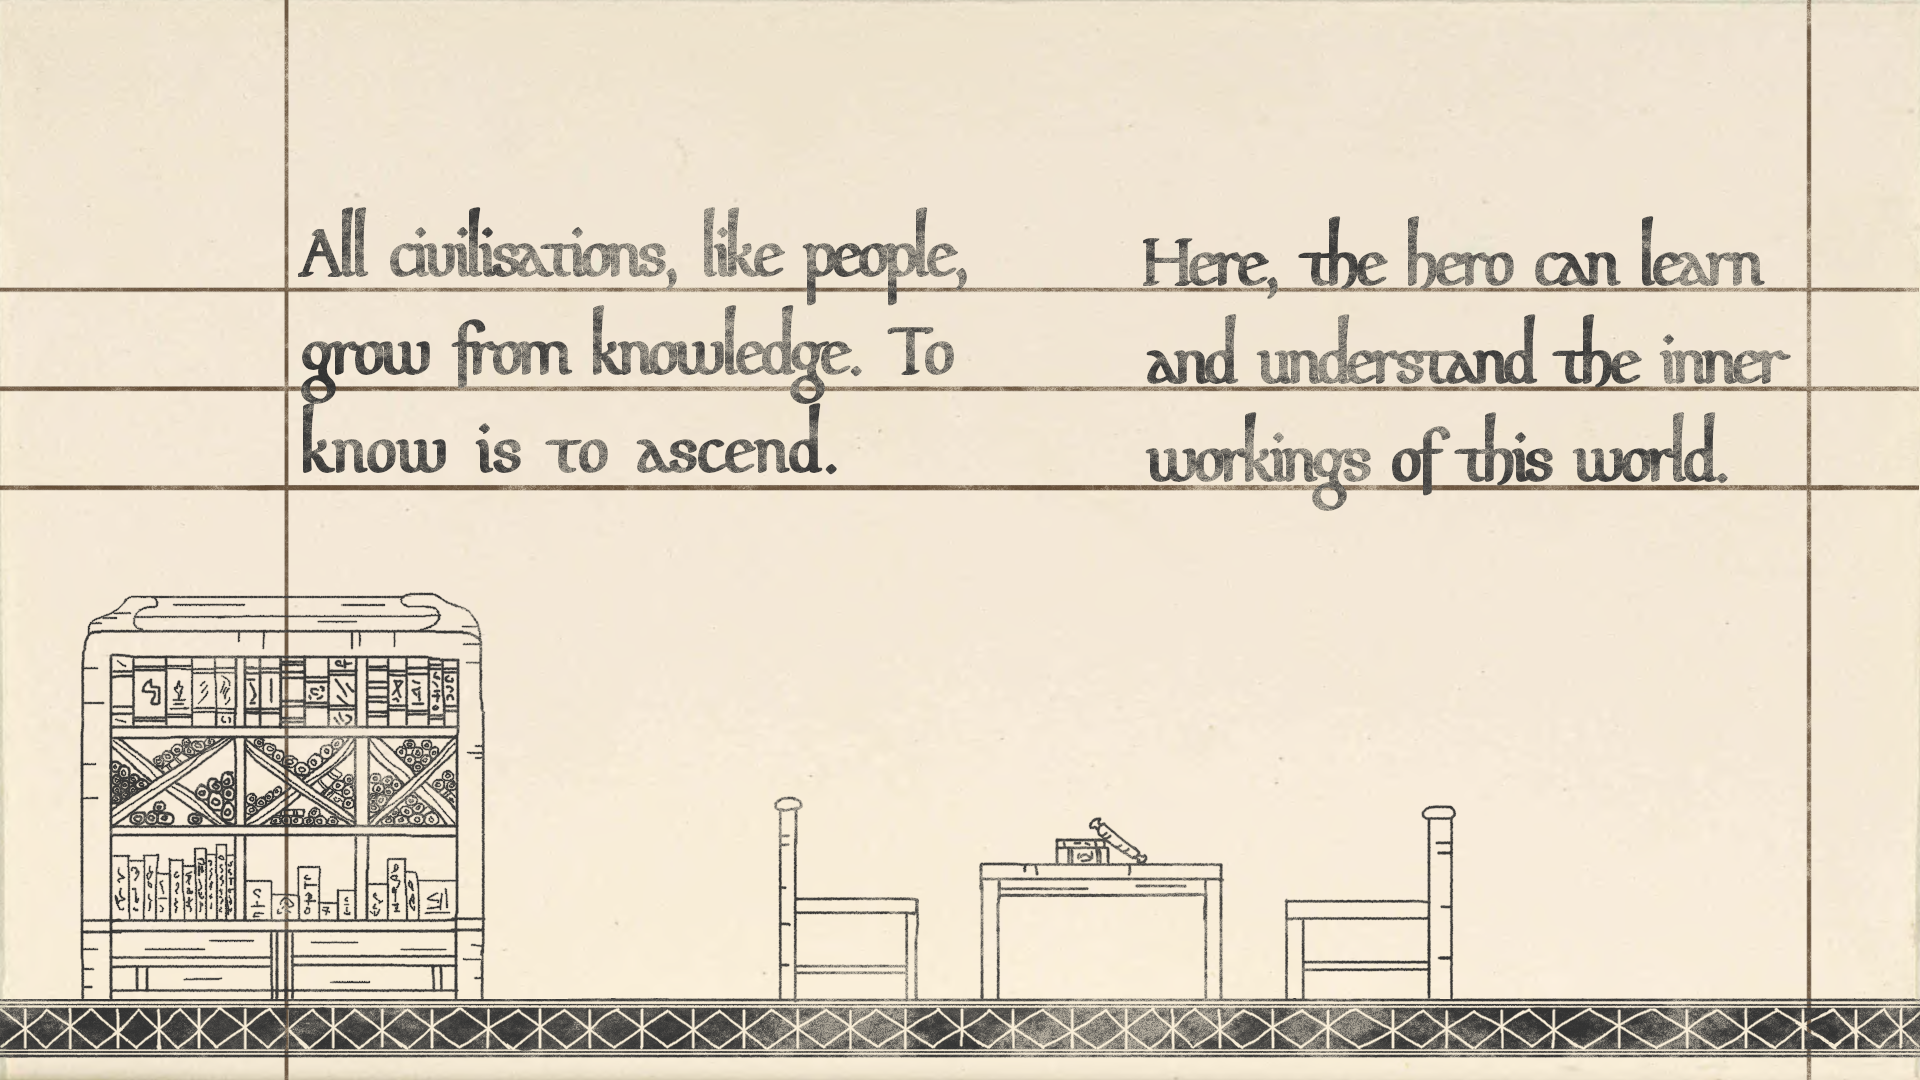 All civilisations, like people,
grow from knowledge. To
know is to ascend.
Here, the hero can learn
and understand the inner
workings of this world.